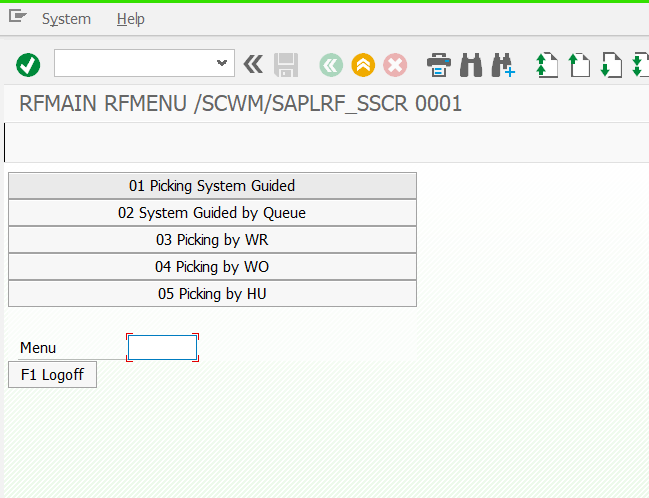 System Help
RFMAIN RFMENU /SCWM/SAPLRF_SSCR 0001
01 Picking System Guided
02 System Guided by Queue
03 Picking by WR
04 Picking by WO
05 Picking by HU
Menu
F1 Logoff